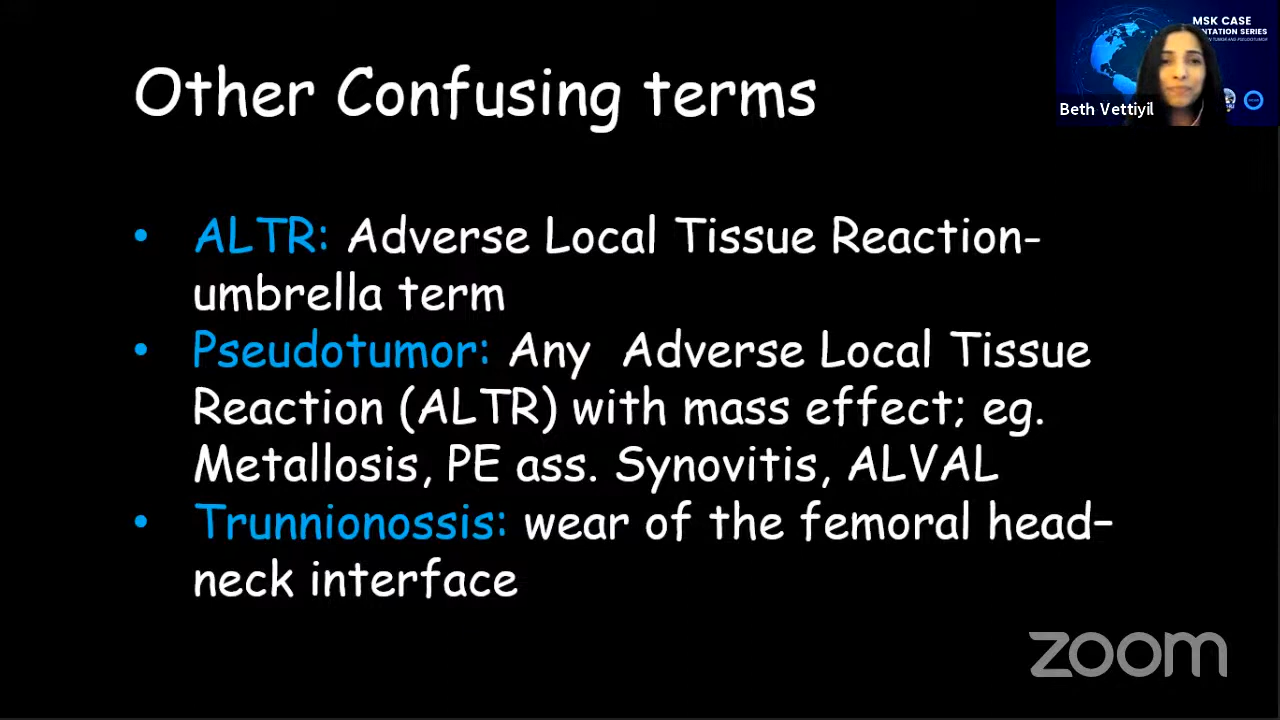 Other Confusing terms
MSK CASE
NTATION SERIES
Beth Vettiyil
• ALTR: Adverse Local Tissue Reaction-
umbrella term
• Pseudotumor: Any Adverse Local Tissue
Reaction (ALTR) with mass effect; eg.
Metallosis, PE ass. Synovitis, ALVAL
• Trunnionossis: wear of the femoral head–
neck interface
zoom